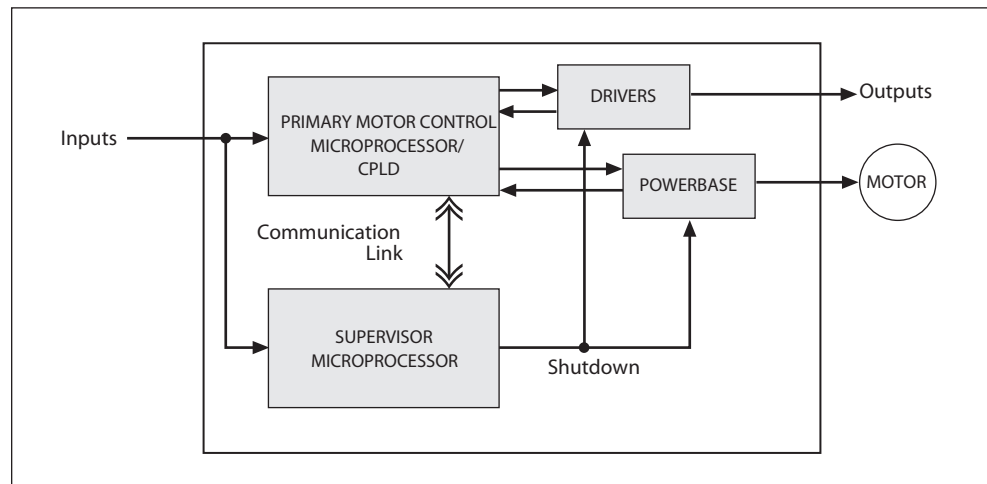 Inputs
PRIMARY MOTOR CONTROL
MICROPROCESSOR/
CPLD
DRIVERS
Outputs
POWERBASE
MOTOR
Communication
Link
SUPERVISOR
MICROPROCESSOR
Shutdown